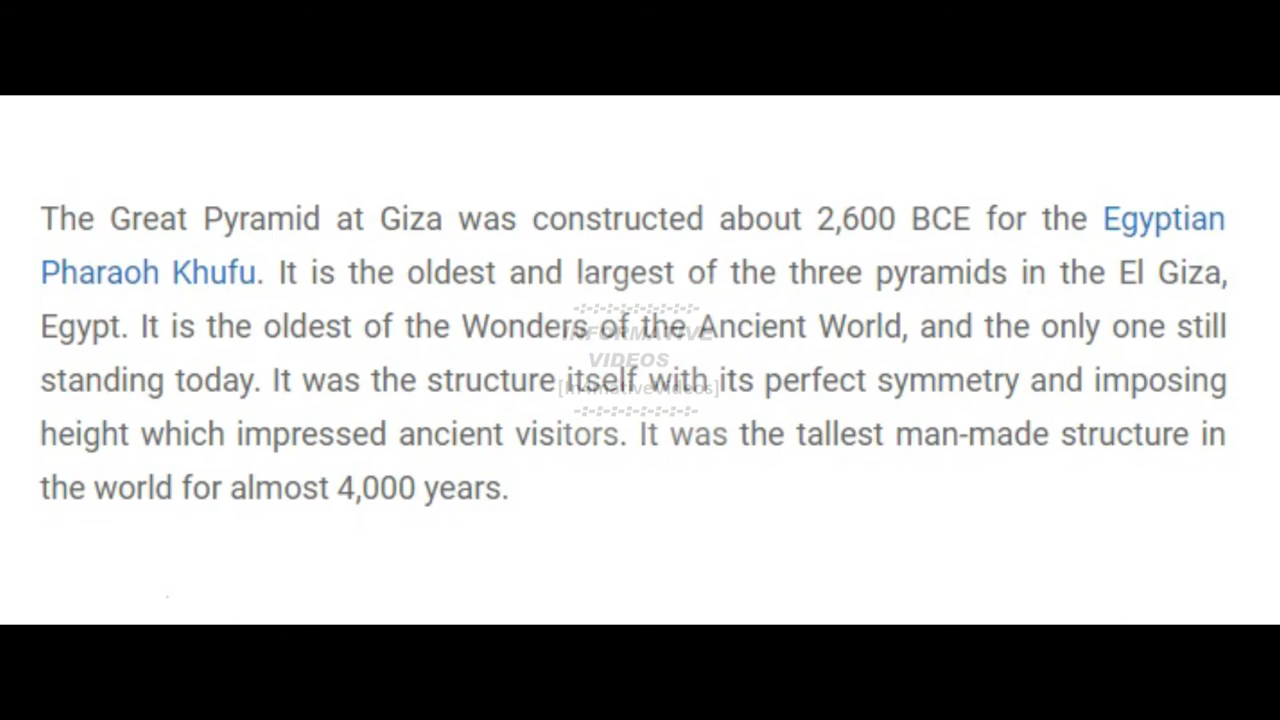 The Great Pyramid at Giza was constructed about 2,600 BCE for the Egyptian
Pharaoh Khufu. It is the oldest and largest of the three pyramids in the El Giza,
Egypt. It is the oldest of the Wonders of the Ancient World, and the only one still
INFORMATIVE
VIDEOS
standing today. It was the structure itself with its perfect symmetry and imposing
height which impressed ancient visitors. It was the tallest man-made structure in
the world for almost 4,000 years.